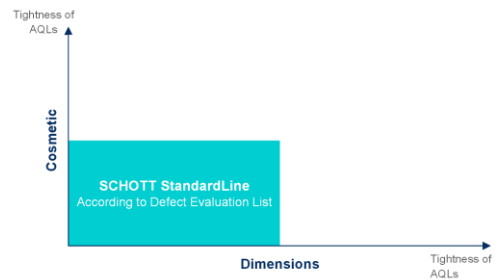 Tightness of
AQLs
Cosmetic
SCHOTT StandardLine
According to Defect Evaluation List
Dimensions
Tightness of
AQLs